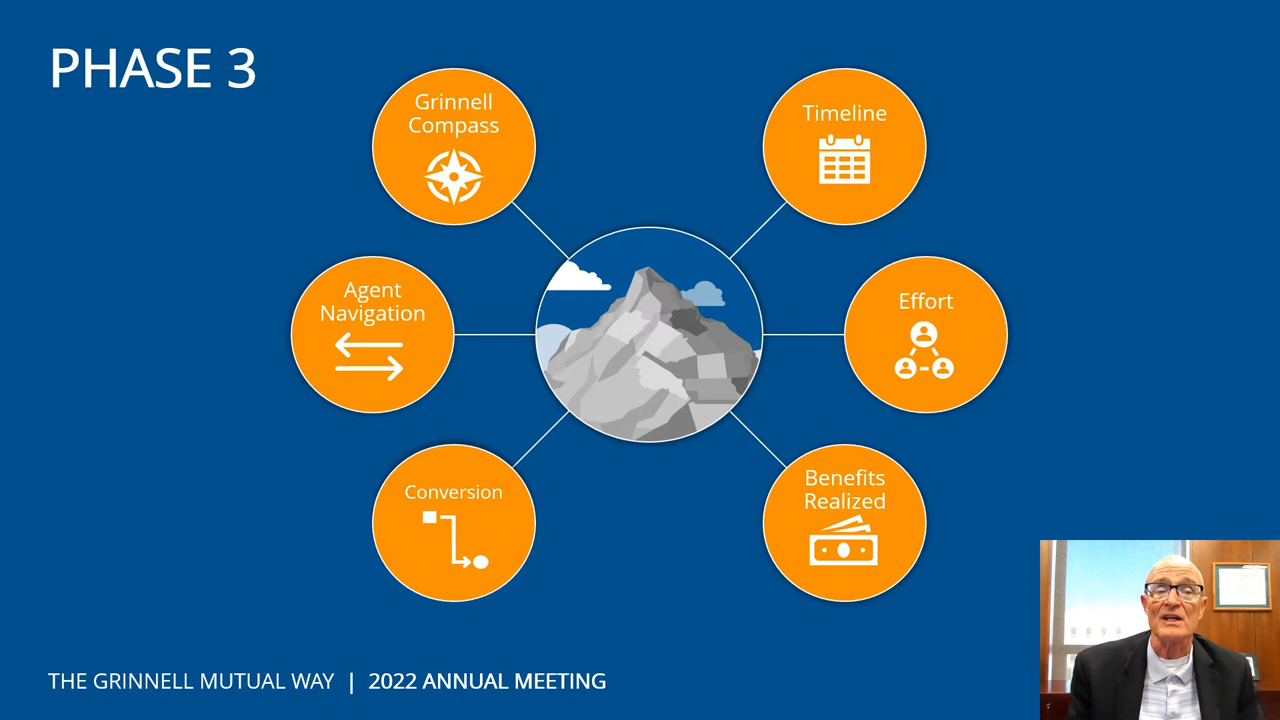 PHASE 3
Grinnell
Compass
Timeline
Agent
Navigation
Effort
Conversion
Benefits
Realized
THE GRINNELL MUTUAL WAY | 2022 ANNUAL MEETING